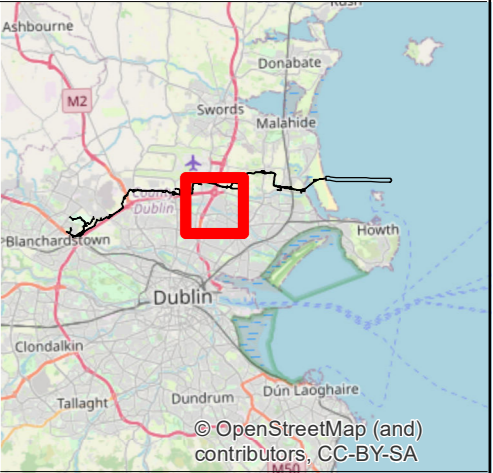 Rush
Ashbourne
Donabate
M2
Swords
Malahide
County
Dublin
Blanchardstown
Howth
Dublin
Clondalkin
Dún Laoghaire
Tallaght
Dundrum
© OpenStreetMap (and)
contributors, CC-BY-SA
M50